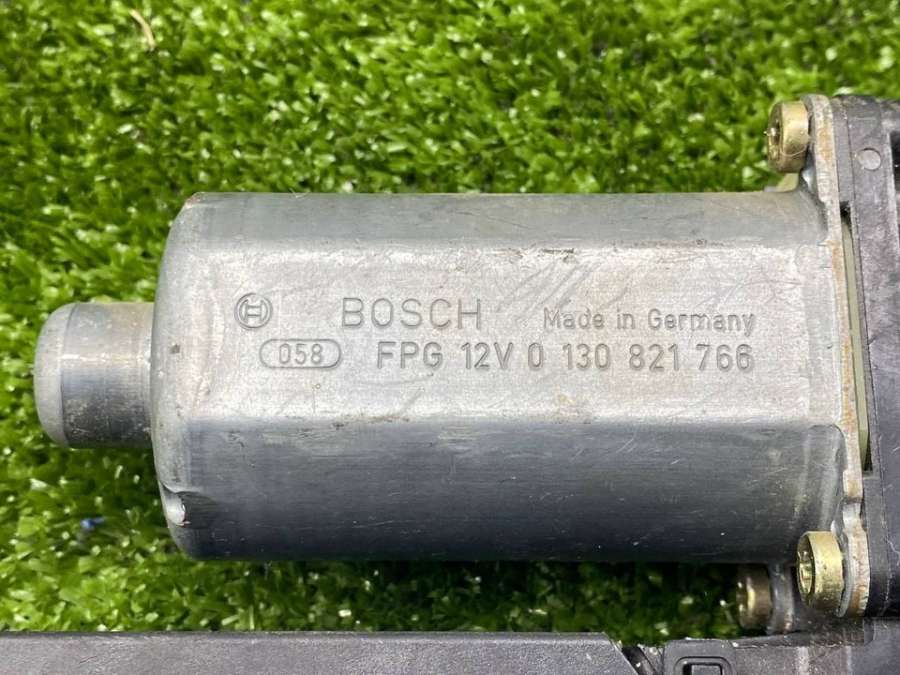 BOSCH Made in Germany
058 FPG 12V 0 130 821 766